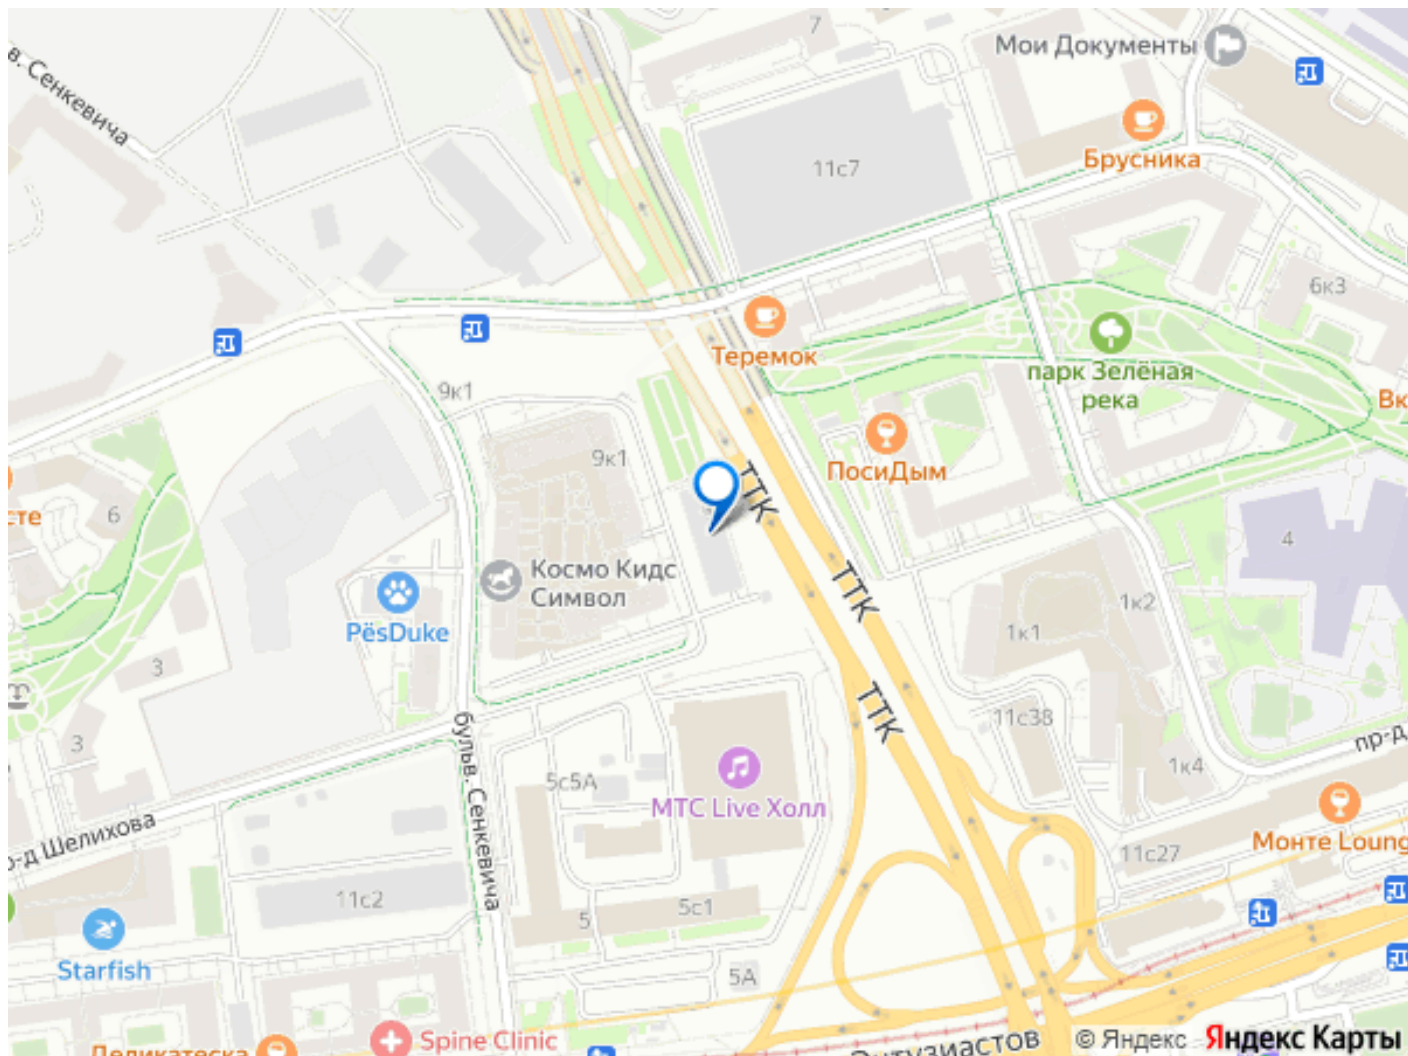 7
Мои Документы
в. Сенкевича
Брусника
11с7
6к3
Теремок
парк Зелёная
река
9к1
Вк
9к1
ПосиДым
ТТК
сте
6
4
Космо Кидс
Символ
ТТК
1к2
PёsDuke
1к1
3
ТТК
11с38
3
бульв. Сенкевича
пр-д
1к4
5с5А
МТС Live Холл
Монте Loung
-д Шелихова
11с27
11с2
5с1
5
Starfish
5А
Spine Clinic
Деликатеска
Энтузиастов
© Яндекс Яндекс Карты